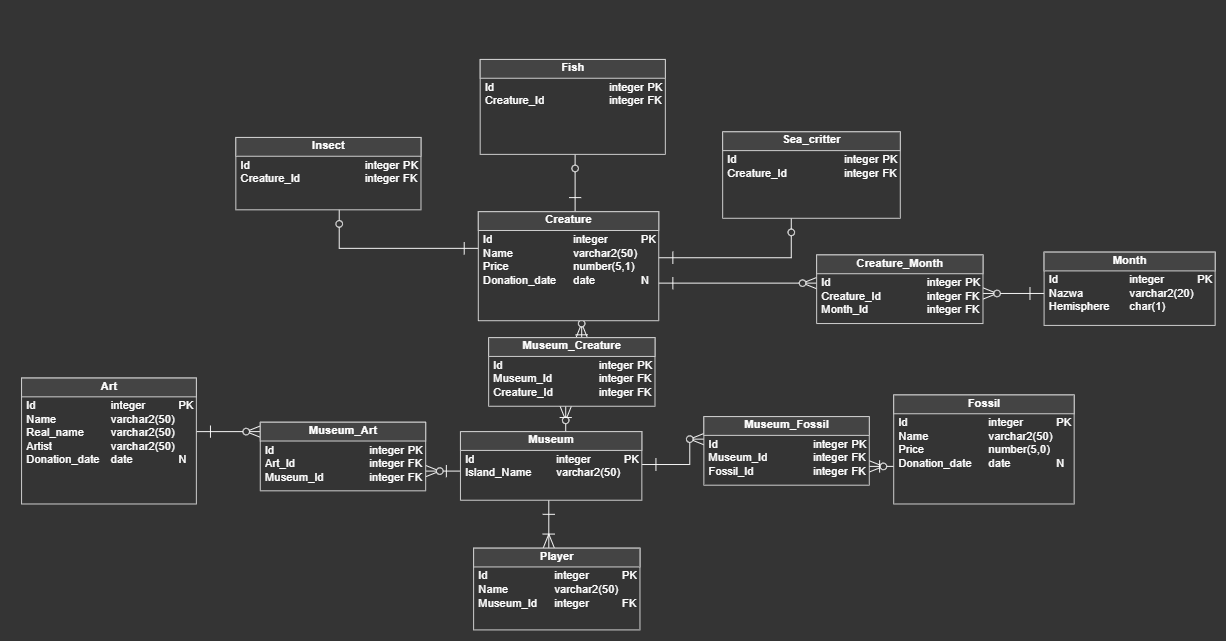 Fish
Id integer PK
Creature_Id integer FK
Insect
Id integer PK
Creature_Id integer FK
Sea_critter
Id integer PK
Creature_Id integer FK
Creature
Id integer PK
Name varchar2(50)
Price number(5,1)
Donation_date date N
Creature_Month
Id integer PK
Creature_Id integer FK
Month_Id integer FK
Month
Id integer PK
Nazwa varchar2(20)
Hemisphere char(1)
Museum_Creature
Id integer PK
Museum_Id integer FK
Creature_Id integer FK
Art
Id integer PK
Name varchar2(50)
Real_name varchar2(50)
Artist varchar2(50)
Donation_date date N
Museum_Art
Id integer PK
Art_Id integer FK
Museum_Id integer FK
Museum
Id integer PK
Island_Name varchar2(50)
Museum_Fossil
Id integer PK
Museum_Id integer FK
Fossil_Id integer FK
Fossil
Id integer PK
Name varchar2(50)
Price number(5,0)
Donation_date date N
Player
Id integer PK
Name varchar2(50)
Museum_Id integer FK